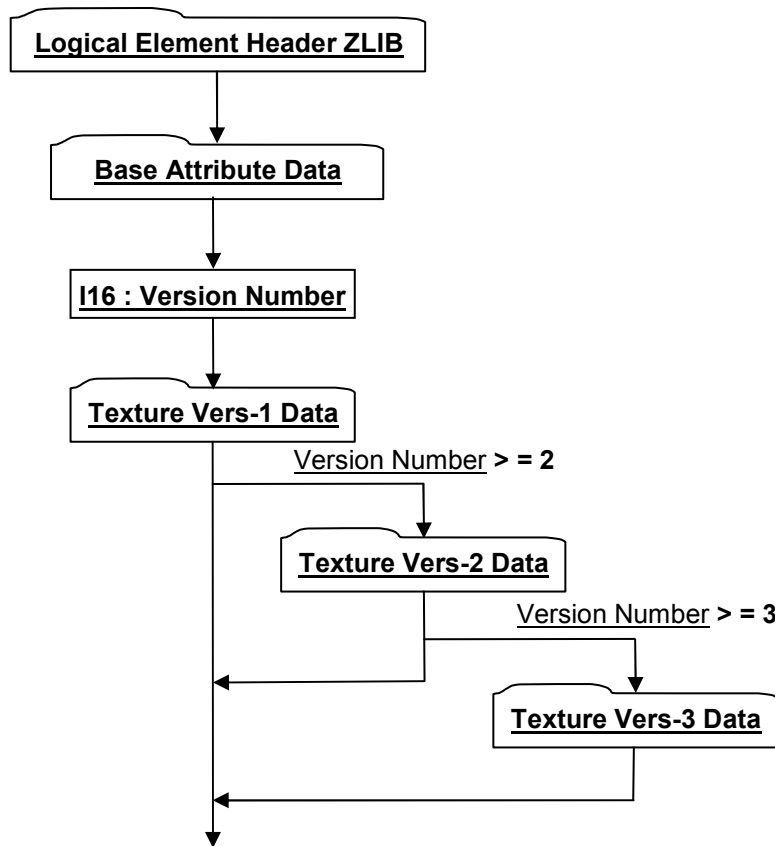 Logical Element Header ZLIB
Base Attribute Data
I16 : Version Number
Texture Vers-1 Data
Version Number > = 2
Texture Vers-2 Data
Version Number > = 3
Texture Vers-3 Data